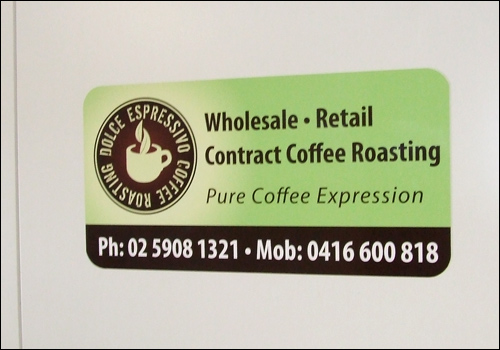 DOLCE ESPRESSIVO COFFEE ROASTING
Wholesale • Retail
Contract Coffee Roasting
Pure Coffee Expression
Ph: 02 5908 1321 • Mob: 0416 600 818